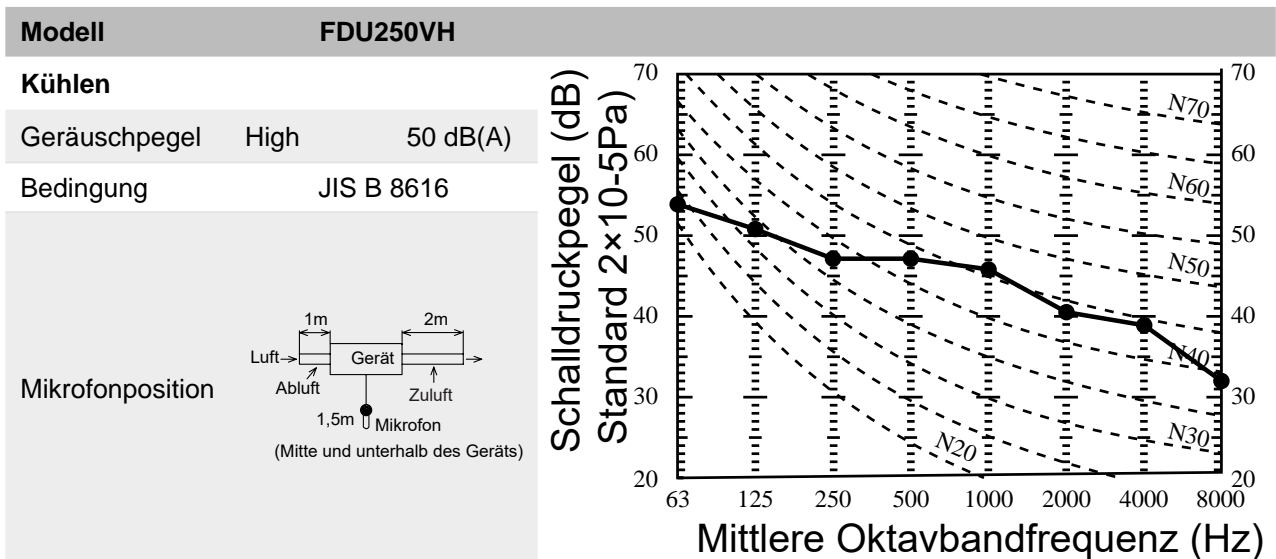 Modell FDU250VH
Kühlen
Geräuschpegel High 50 dB(A)
Bedingung JIS B 8616
Mikrofonposition
1m 2m
Luft Gerät
Abluft Zuluft
1,5m Mikrofon
(Mitte und unterhalb des Geräts)
Schalldruckpegel (dB)
Standard 2×10-5Pa)
70 70
N70
60 60
N60
50 50
N50
40 40
N40
30 30
N30
N20
20 20
63 125 250 500 1000 2000 4000 8000
Mittlere Oktavbandfrequenz (Hz)